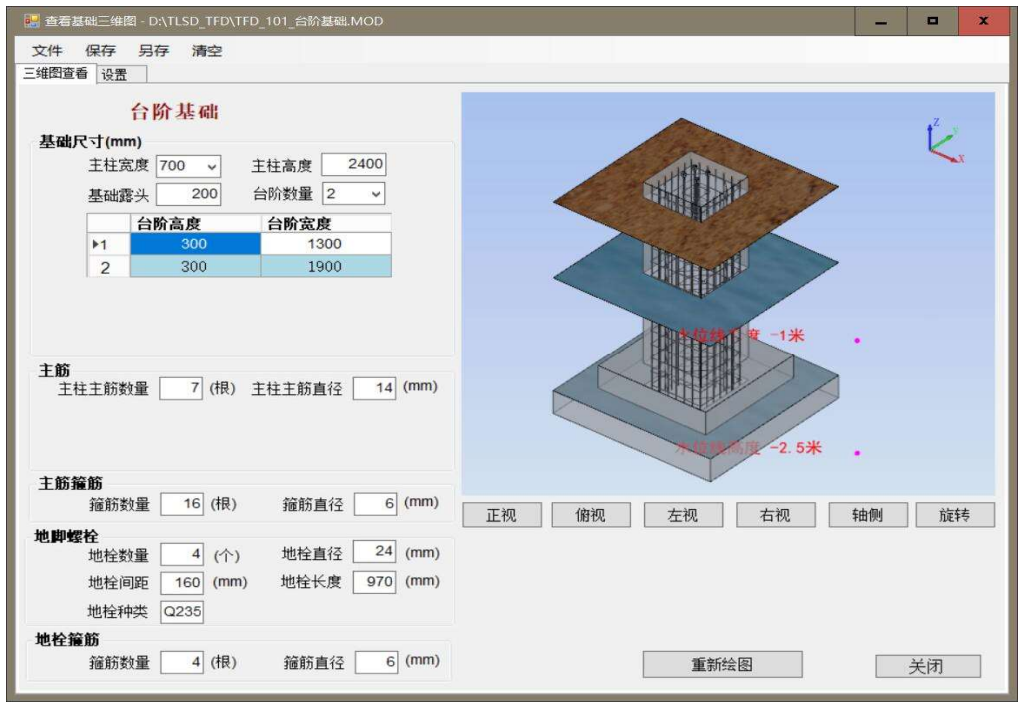 查看基础三维图 - D:\TLSD_TFD\TFD_101_台阶基础.MOD
文件 保存 另存 清空
三维图查看 设置
台阶基础
基础尺寸(mm)
主柱宽度 700 主柱高度 2400
基础露头 200 台阶数量 2
台阶高度 台阶宽度
1 300 1300
2 300 1900
主筋
主柱主筋数量 7 (根) 主柱主筋直径 14 (mm)
主筋箍筋
箍筋数量 16 (根) 箍筋直径 6 (mm)
地脚螺栓
地栓数量 4 (个) 地栓直径 24 (mm)
地栓间距 160 (mm) 地栓长度 970 (mm)
地栓种类 Q235
地栓箍筋
箍筋数量 4 (根) 箍筋直径 6 (mm)
Z
Y
X
水位线高度 -1米
水位线高度 -2.5米
正视 俯视 左视 右视 轴侧 旋转
重新绘图 关闭